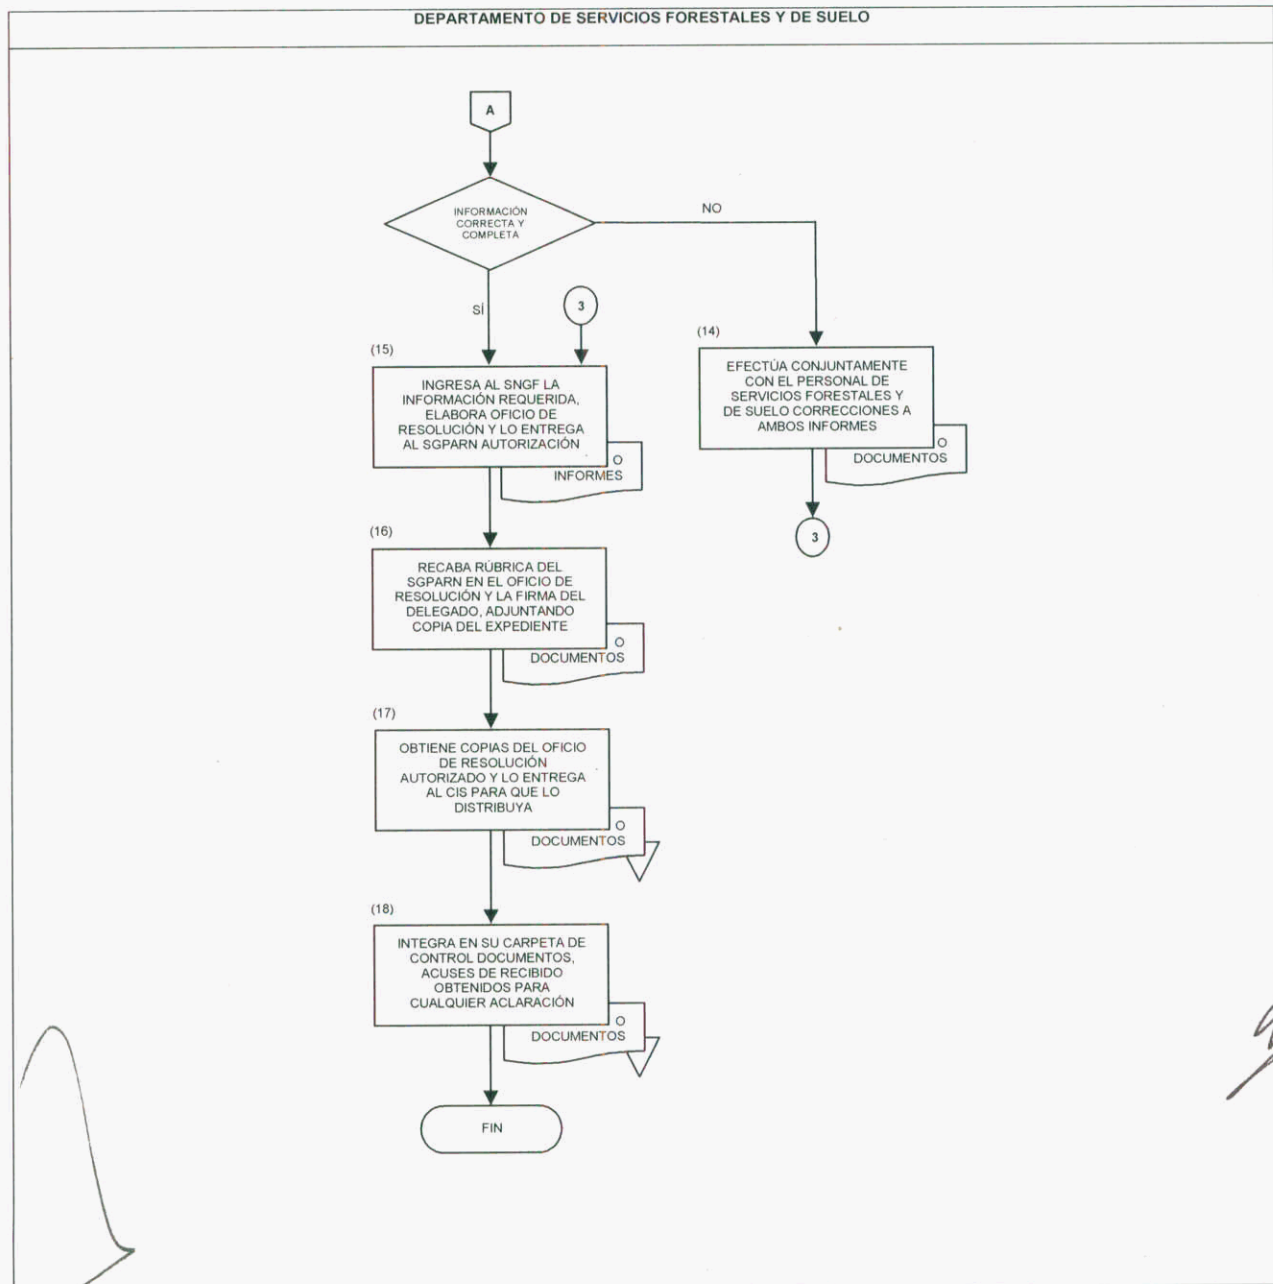 DEPARTAMENTO DE SERVICIOS FORESTALES Y DE SUELO
A
INFORMACIÓN
CORRECTA Y
COMPLETA
NO
SÍ
3
(15)
INGRESA AL SNGF LA
INFORMACIÓN REQUERIDA,
ELABORA OFICIO DE
RESOLUCIÓN Y LO ENTREGA
AL SGPARN AUTORIZACIÓN
O
INFORMES
(14)
EFECTÚA CONJUNTAMENTE
CON EL PERSONAL DE
SERVICIOS FORESTALES Y
DE SUELO CORRECCIONES A
AMBOS INFORMES
O
DOCUMENTOS
3
(16)
RECABA RÚBRICA DEL
SGPARN EN EL OFICIO DE
RESOLUCIÓN Y LA FIRMA DEL
DELEGADO, ADJUNTANDO
COPIA DEL EXPEDIENTE
O
DOCUMENTOS
(17)
OBTIENE COPIAS DEL OFICIO
DE RESOLUCIÓN
AUTORIZADO Y LO ENTREGA
AL CIS PARA QUE LO
DISTRIBUYA
O
DOCUMENTOS
(18)
INTEGRA EN SU CARPETA DE
CONTROL DOCUMENTOS,
ACUSES DE RECIBIDO
OBTENIDOS PARA
CUALQUIER ACLARACIÓN
O
DOCUMENTOS
FIN